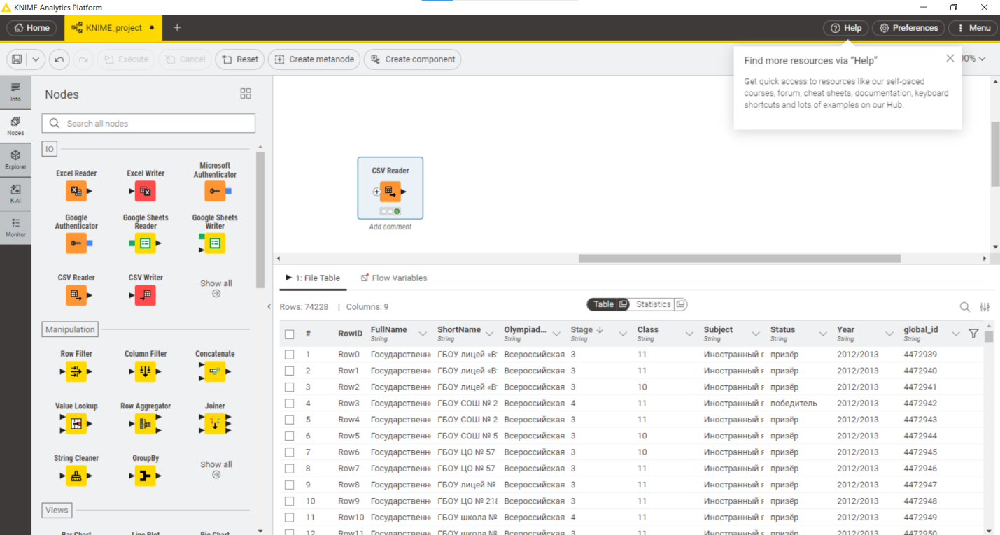 KNIME Analytics Platform
Home
KNIME_project
Help
Preferences
Menu
Execute
Cancel
Reset
Create metanode
Create component
Find more resources via "Help"
Get quick access to resources like our self-paced
courses, forum, cheat sheets, documentation, keyboard
shortcuts and lots of examples on our Hub.
Info
Nodes
Explorer
K-AI
Monitor
Nodes
Search all nodes
IO
Excel Reader
Excel Writer
Microsoft
Authenticator
Google
Authenticator
Google Sheets
Reader
Google Sheets
Writer
CSV Reader
CSV Writer
Show all
Manipulation
Row Filter
Column Filter
Concatenate
Value Lookup
Row Aggregator
Joiner
String Cleaner
GroupBy
Show all
Views
Bar Chart
Line Plot
Pie Chart
CSV Reader
Add comment
1: File Table
Flow Variables
Rows: 74228 | Columns: 9
Table
Statistics
# RowID FullName ShortName Olympiad... Stage Class Subject Status Year global_id
String String String String String String String String String
1 Row0 Государственн ГБОУ лицей «В Всероссийская 3 11 Иностранный я призёр 2012/2013 4472939
2 Row1 Государственн ГБОУ лицей «В Всероссийская 3 11 Иностранный я призёр 2012/2013 4472940
3 Row2 Государственн ГБОУ лицей «В Всероссийская 3 10 Иностранный я призёр 2012/2013 4472941
4 Row3 Государственн ГБОУ СОШ № 2 Всероссийская 4 11 Иностранный я победитель 2012/2013 4472942
5 Row4 Государственн ГБОУ СОШ № 2 Всероссийская 3 11 Иностранный я призёр 2012/2013 4472943
6 Row5 Государственн ГБОУ СОШ № 5 Всероссийская 3 10 Иностранный я призёр 2012/2013 4472944
7 Row6 Государственн ГБОУ ЦО № 57 Всероссийская 3 10 Иностранный я призёр 2012/2013 4472945
8 Row7 Государственн ГБОУ ЦО № 57 Всероссийская 3 11 Иностранный я призёр 2012/2013 4472946
9 Row8 Государственн ГБОУ лицей № Всероссийская 3 11 Иностранный я призёр 2012/2013 4472947
10 Row9 Государственн ГБОУ ЦО № 218 Всероссийская 3 11 Иностранный я призёр 2012/2013 4472948
11 Row10 Государственн ГБОУ школа № Всероссийская 4 11 Иностранный я призёр 2012/2013 4472949
12 Row11 Государственн ГБОУ школа № Всероссийская 3 11 Иностранный я призёр 2012/2013 4472950